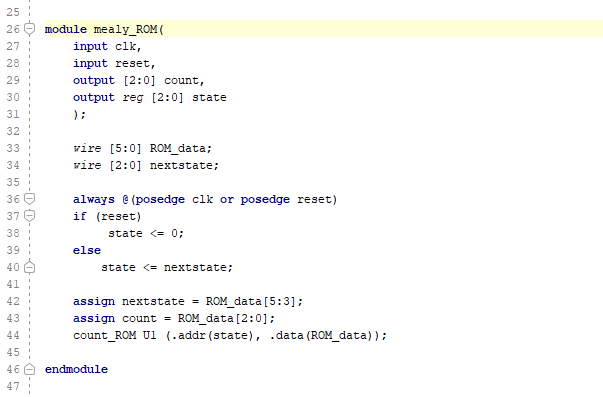 25
26 module mealy_ROM(
27 input clk,
28 input reset,
29 output [2:0] count,
30 output reg [2:0] state
31 );
32
33 wire [5:0] ROM_data;
34 wire [2:0] nextstate;
35
36 always @(posedge clk or posedge reset)
37 if (reset)
38 state <= 0;
39 else
40 state <= nextstate;
41
42 assign nextstate = ROM_data[5:3];
43 assign count = ROM_data[2:0];
44 count_ROM U1 (.addr(state), .data(ROM_data));
45
46 endmodule
47